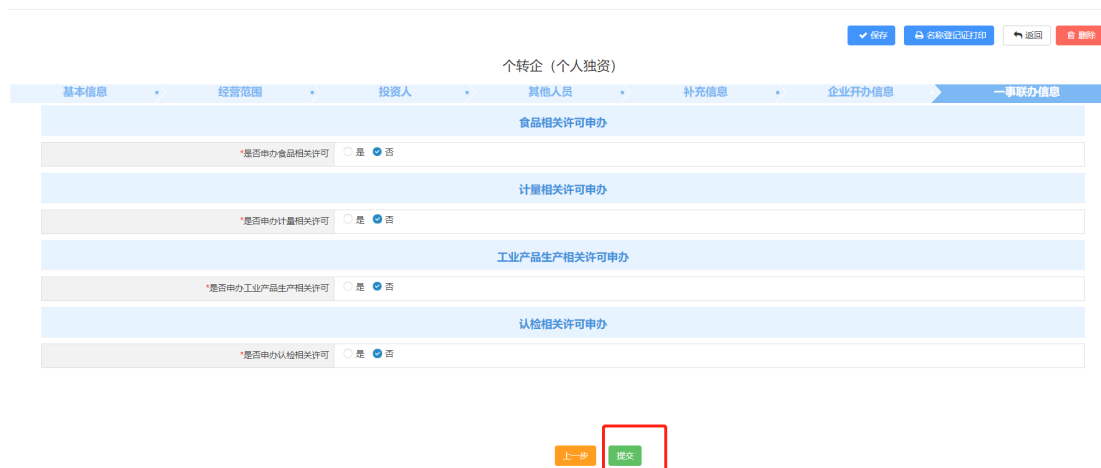 保存 名称登记证打印 返回 删除
个转企（个人独资）
基本信息 经营范围 投资人 其他人员 补充信息 企业开办信息 一事联办信息
食品相关许可申办
*是否申办食品相关许可 是 否
计量相关许可申办
*是否申办计量相关许可 是 否
工业产品生产相关许可申办
*是否申办工业产品生产相关许可 是 否
认检相关许可申办
*是否申办认检相关许可 是 否
上一步 提交